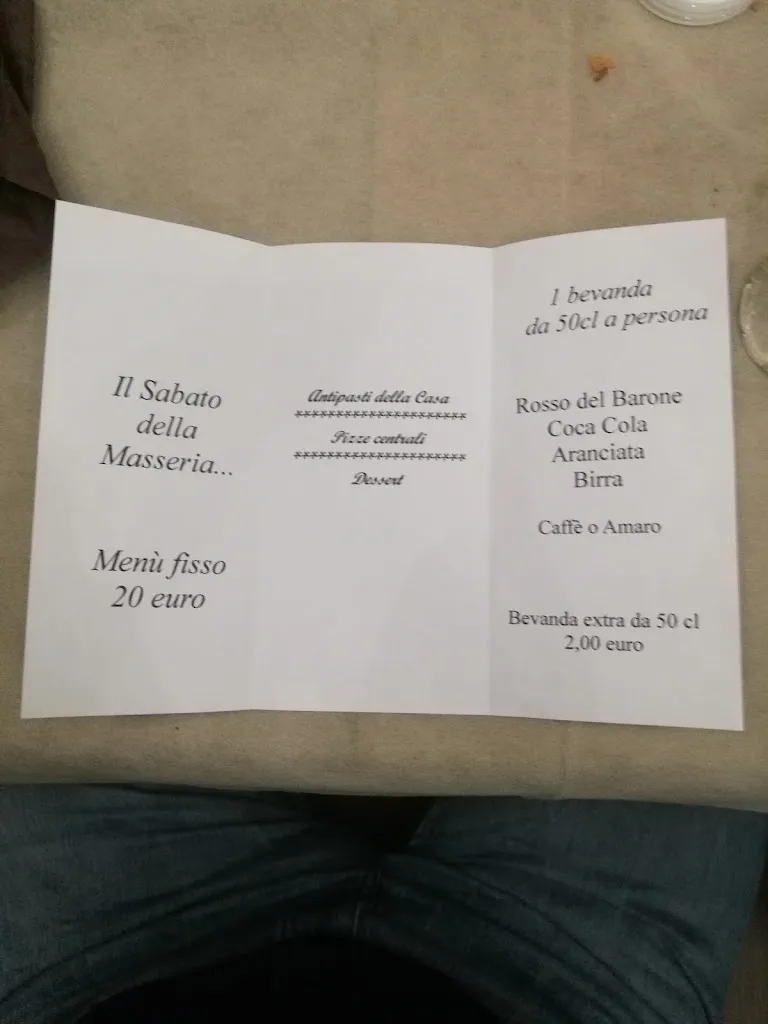 Il Sabato
della
Masseria...
Menù fisso
20 euro
Antipasti della Casa
*********************
Pizze centrali
*********************
Dessert
1 bevanda
da 50cl a persona
Rosso del Barone
Coca Cola
Aranciata
Birra
Caffè o Amaro
Bevanda extra da 50 cl
2,00 euro